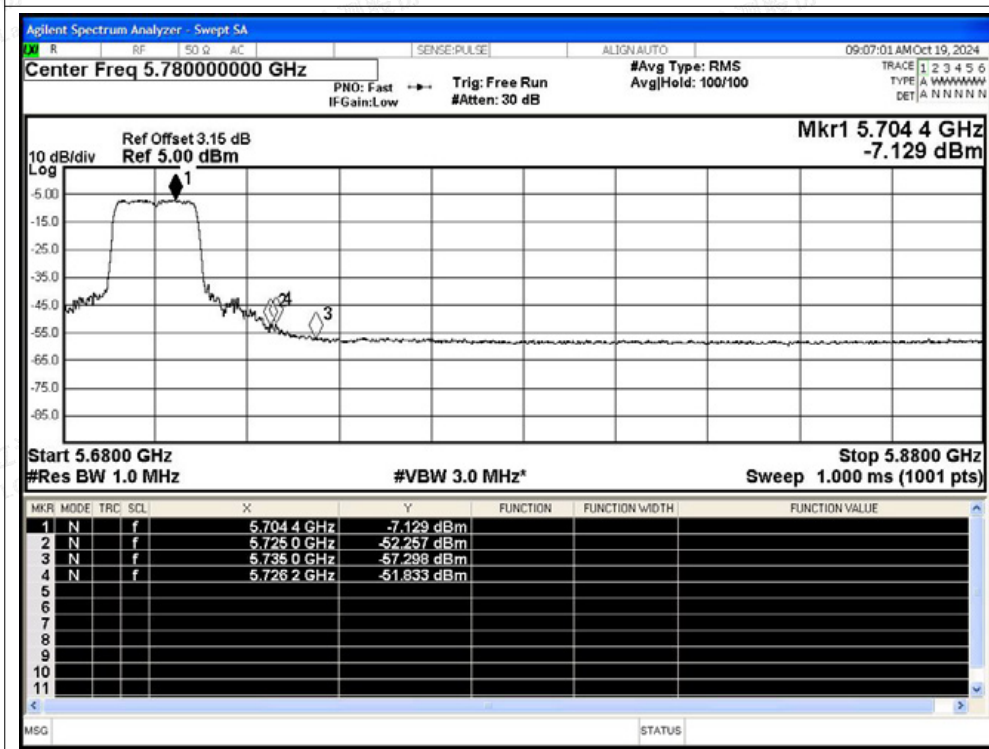 Agilent Spectrum Analyzer - Swept SA
R RF 50 Ω AC SENSE:PULSE ALIGN AUTO 09:07:01 AM Oct 19, 2024
Center Freq 5.780000000 GHz
PNO: Fast
IFGain:Low
Trig: Free Run
#Atten: 30 dB
#Avg Type: RMS
Avg|Hold: 100/100
TRACE 1 2 3 4 5 6
TYPE A WWWWW
DET A N N N N N
Ref Offset 3.15 dB
10 dB/div Ref 5.00 dBm
Log
Mkr1 5.704 4 GHz
-7.129 dBm
1
-5.00
-15.0
-25.0
-35.0
-45.0
24
3
-55.0
-65.0
-75.0
-85.0
Start 5.6800 GHz Stop 5.8800 GHz
#Res BW 1.0 MHz #VBW 3.0 MHz* Sweep 1.000 ms (1001 pts)
MKR MODE TRC SCL X Y FUNCTION FUNCTION WIDTH FUNCTION VALUE
1 N f 5.704 4 GHz -7.129 dBm
2 N f 5.725 0 GHz -52.257 dBm
3 N f 5.735 0 GHz -57.298 dBm
4 N f 5.726 2 GHz -51.833 dBm
5
6
7
8
9
10
11
MSG STATUS